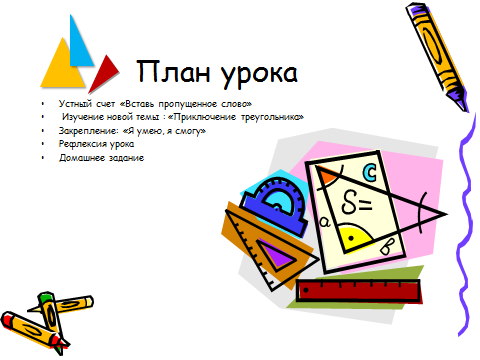 План урока
• Устный счет «Вставь пропущенное слово»
• Изучение новой темы : «Приключение треугольника»
• Закрепление: «Я умею, я смогу»
• Рефлексия урока
• Домашнее задание
C
S=
a
b